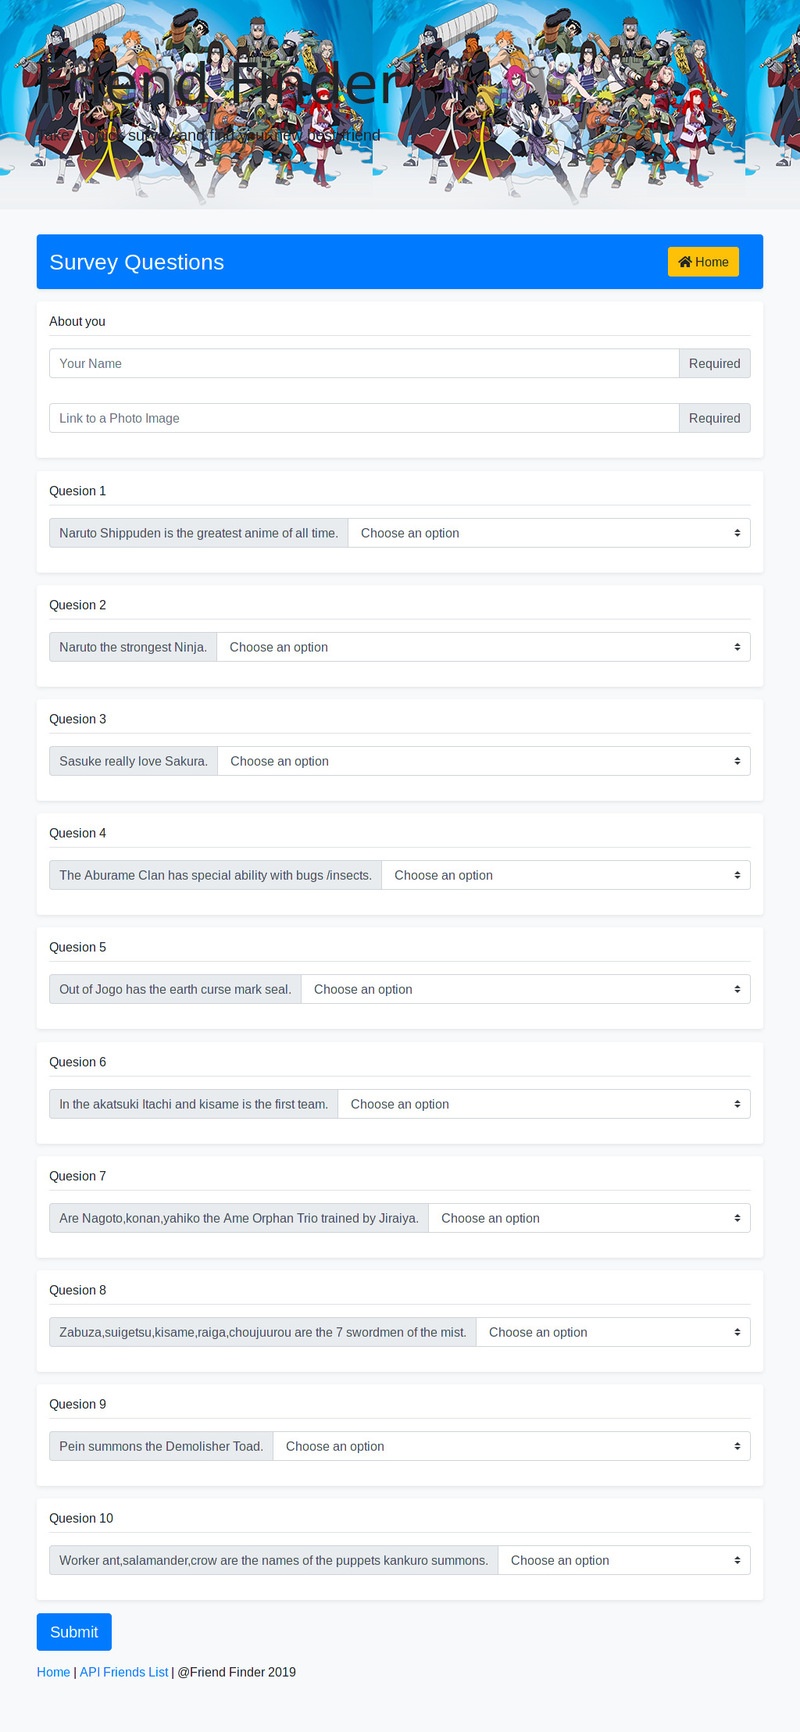 Friend Finder
Take a quick survey and find your new best friend
Survey Questions
Home
About you
Your Name
Required
Link to a Photo Image
Required
Quesion 1
Naruto Shippuden is the greatest anime of all time.
Choose an option
Quesion 2
Naruto the strongest Ninja.
Choose an option
Quesion 3
Sasuke really love Sakura.
Choose an option
Quesion 4
The Aburame Clan has special ability with bugs /insects.
Choose an option
Quesion 5
Out of Jogo has the earth curse mark seal.
Choose an option
Quesion 6
In the akatsuki Itachi and kisame is the first team.
Choose an option
Quesion 7
Are Nagoto,konan,yahiko the Ame Orphan Trio trained by Jiraiya.
Choose an option
Quesion 8
Zabuza,suigetsu,kisame,raiga,choujuurou are the 7 swordmen of the mist.
Choose an option
Quesion 9
Pein summons the Demolisher Toad.
Choose an option
Quesion 10
Worker ant,salamander,crow are the names of the puppets kankuro summons.
Choose an option
Submit
Home | API Friends List | @Friend Finder 2019